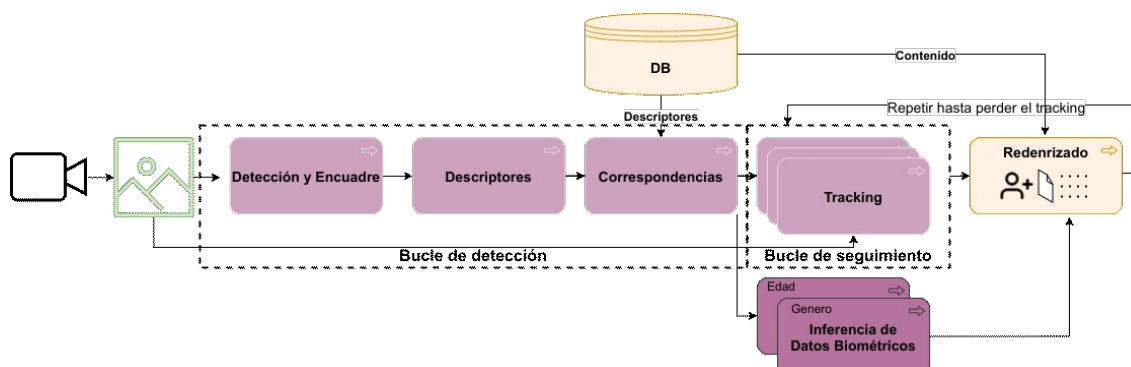 DB
Contenido
Descriptores
Repetir hasta perder el tracking
Detección y Encuadre
Descriptores
Correspondencias
Tracking
Redenrizado
Bucle de detección
Bucle de seguimiento
Edad
Genero
Inferencia de
Datos Biométricos